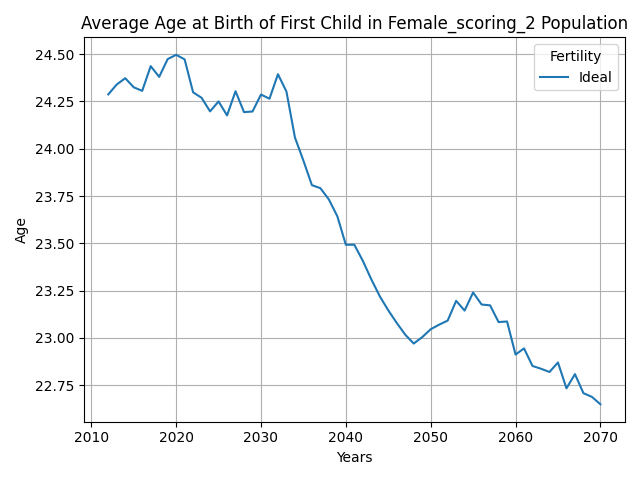 Average Age at Birth of First Child in Female_scoring_2 Population
Fertility
Ideal
24.50
24.25
24.00
23.75
23.50
23.25
23.00
22.75
Age
2010 2020 2030 2040 2050 2060 2070
Years